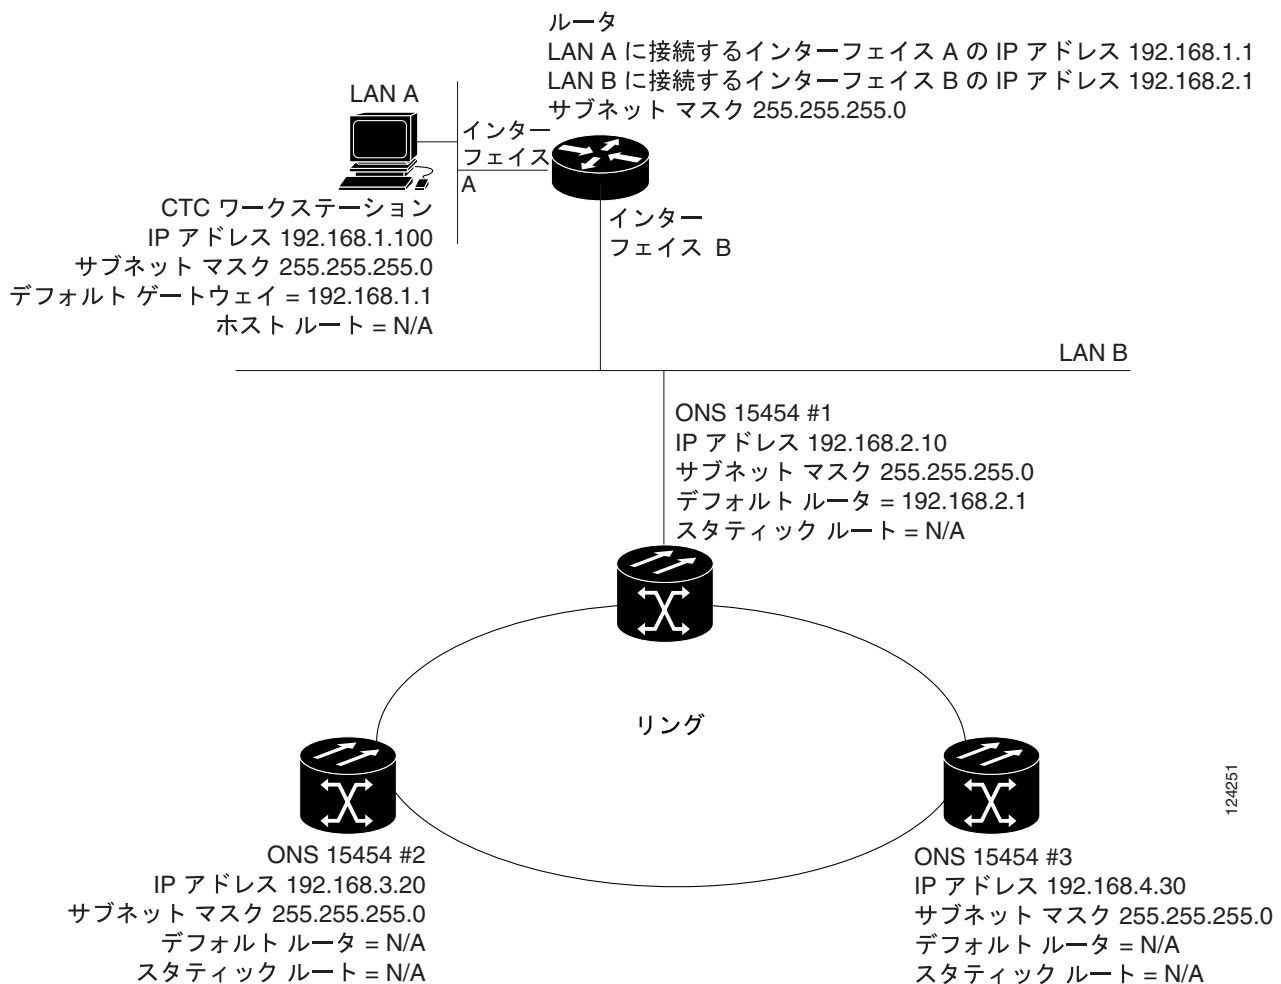 ルータ
LAN A に接続するインターフェイス A の IP アドレス 192.168.1.1
LAN B に接続するインターフェイス B の IP アドレス 192.168.2.1
サブネット マスク 255.255.255.0
LAN A
インター
フェイス
A
CTC ワークステーション
IP アドレス 192.168.1.100
サブネット マスク 255.255.255.0
デフォルト ゲートウェイ = 192.168.1.1
ホスト ルート = N/A
インター
フェイス B
LAN B
ONS 15454 #1
IP アドレス 192.168.2.10
サブネット マスク 255.255.255.0
デフォルト ルータ = 192.168.2.1
スタティック ルート = N/A
リング
ONS 15454 #2
IP アドレス 192.168.3.20
サブネット マスク 255.255.255.0
デフォルト ルータ = N/A
スタティック ルート = N/A
ONS 15454 #3
IP アドレス 192.168.4.30
サブネット マスク 255.255.255.0
デフォルト ルータ = N/A
スタティック ルート = N/A
124251